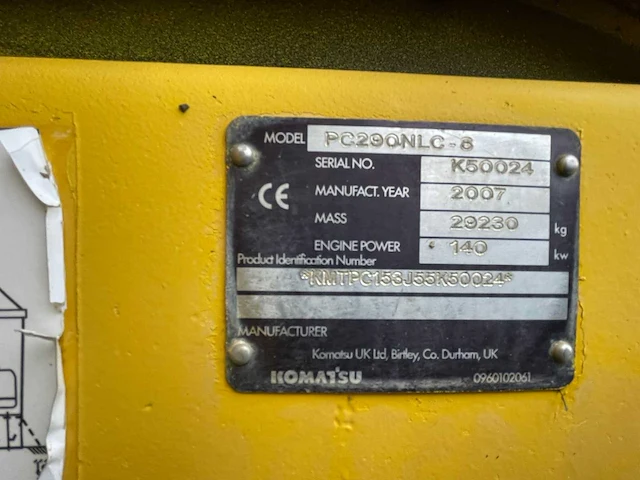 MODEL PC290NLC-8
SERIAL NO. K50024
MANUFACT. YEAR 2007
CE
MASS 29230 kg
ENGINE POWER 140 kw
Product Identification Number
*KMTPC153J55K50024*
MANUFACTURER
Komatsu UK Ltd, Birtley, Co. Durham, UK
KOMATSU 0960102061